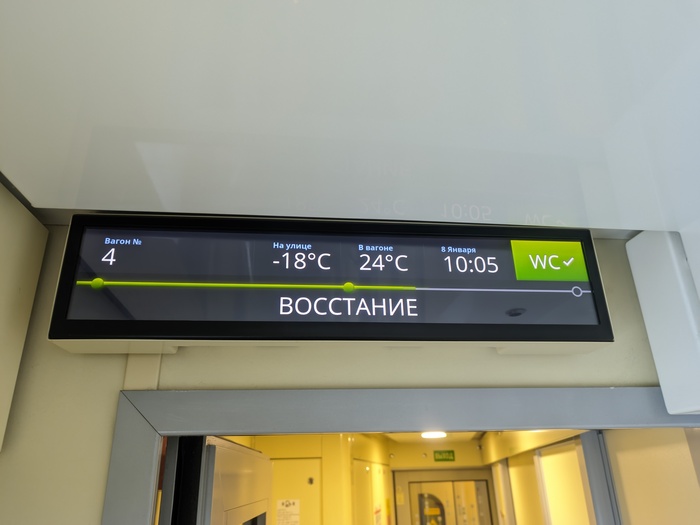 Вагон №
4
На улице
-18°C
В вагоне
24°C
8 Января
10:05
WC✓
ВОССТАНИЕ